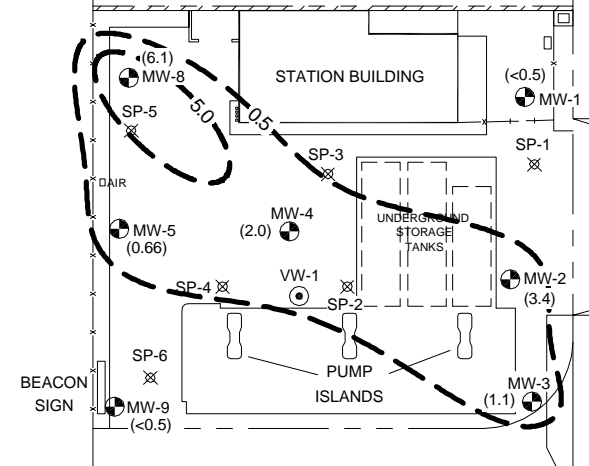 (6.1)
MW-8
STATION BUILDING
(<0.5)
MW-1
SP-5
5.0
0.5
SP-1
SP-3
AIR
MW-4
(2.0)
UNDERGROUND
STORAGE
TANKS
MW-5
(0.66)
MW-2
(3.4)
SP-4
VW-1
SP-2
SP-6
PUMP
ISLANDS
BEACON
SIGN
MW-3
(1.1)
MW-9
(<0.5)